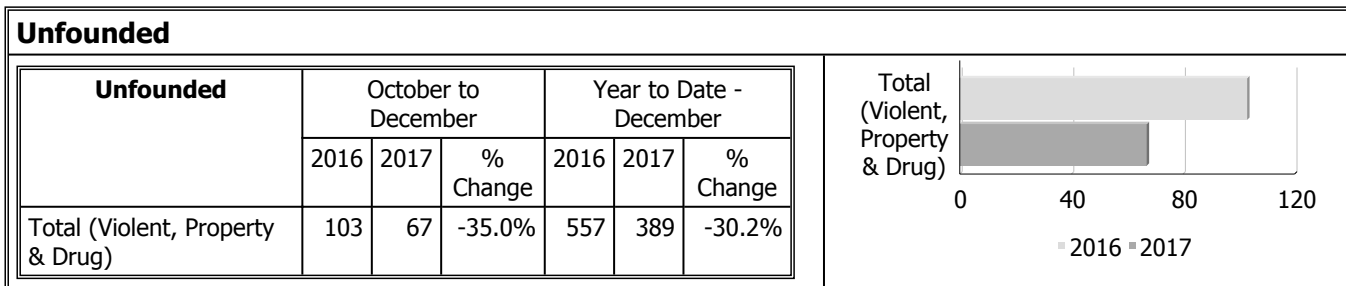 Unfounded
Unfounded
October to
December
Year to Date -
December
2016 2017 %
Change
2016 2017 %
Change
Total (Violent, Property
& Drug)
103 67 -35.0% 557 389 -30.2%
Total
(Violent,
Property
& Drug)
0 40 80 120
2016 2017